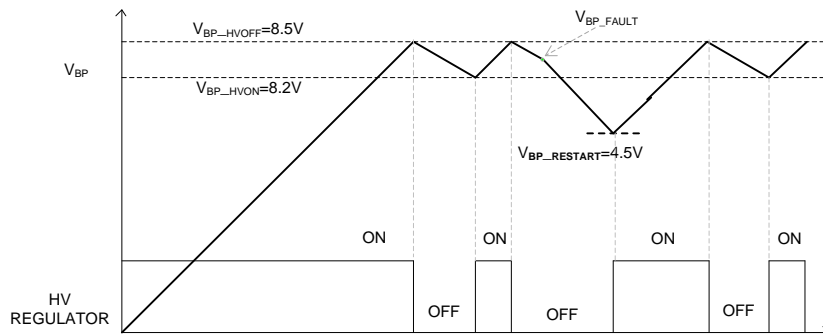 V_BP_HVOFF=8.5V
V_BP_FAULT
V_BP
V_BP_HVON=8.2V
V_BP_RESTART=4.5V
ON
ON
ON
ON
HV
REGULATOR
OFF
OFF
OFF